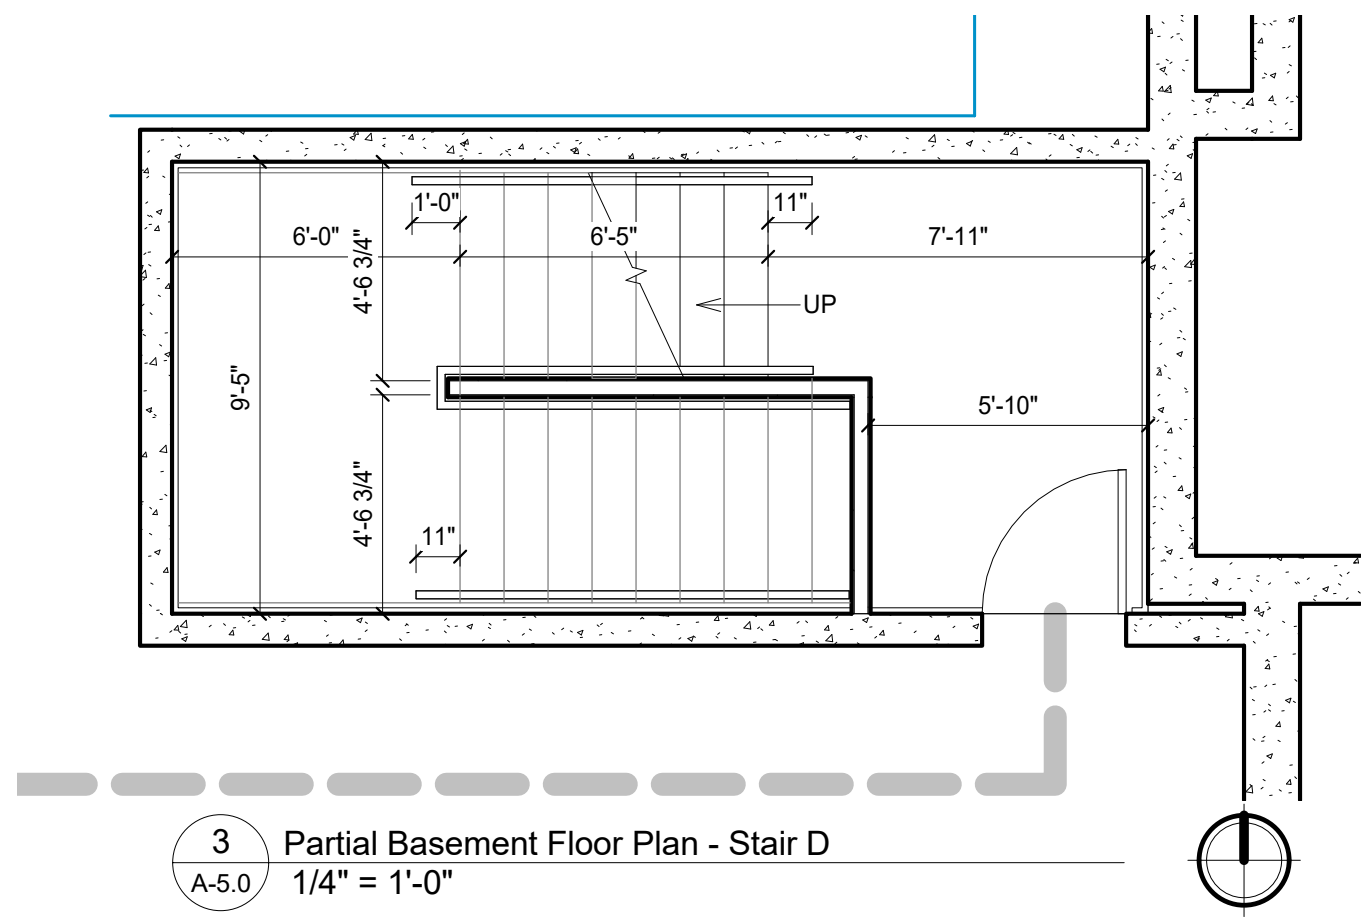 1'-0"
11"
6'-0"
4'-6 3/4"
6'-5"
7'-11"
UP
9'-5"
5'-10"
4'-6 3/4"
11"
3
Partial Basement Floor Plan - Stair D
A-5.0
1/4" = 1'-0"